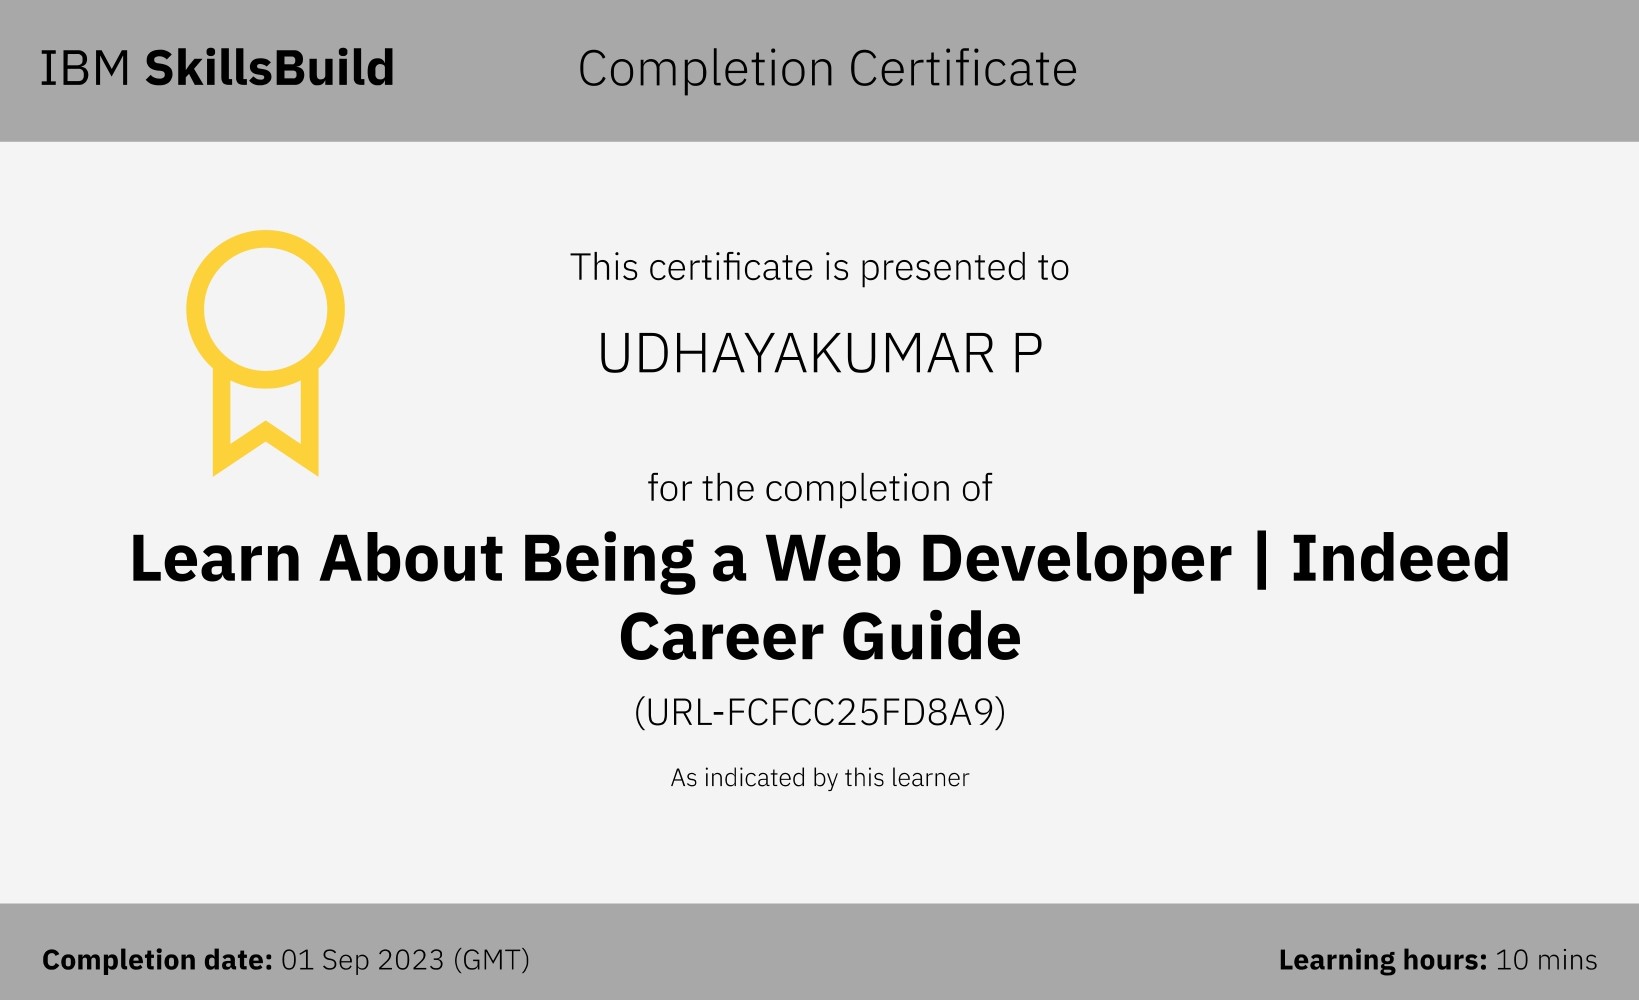 IBM SkillsBuild
Completion Certificate
This certificate is presented to
UDHAYAKUMAR P
for the completion of
Learn About Being a Web Developer | Indeed
Career Guide
(URL-FCFCC25FD8A9)
As indicated by this learner
Completion date: 01 Sep 2023 (GMT)
Learning hours: 10 mins